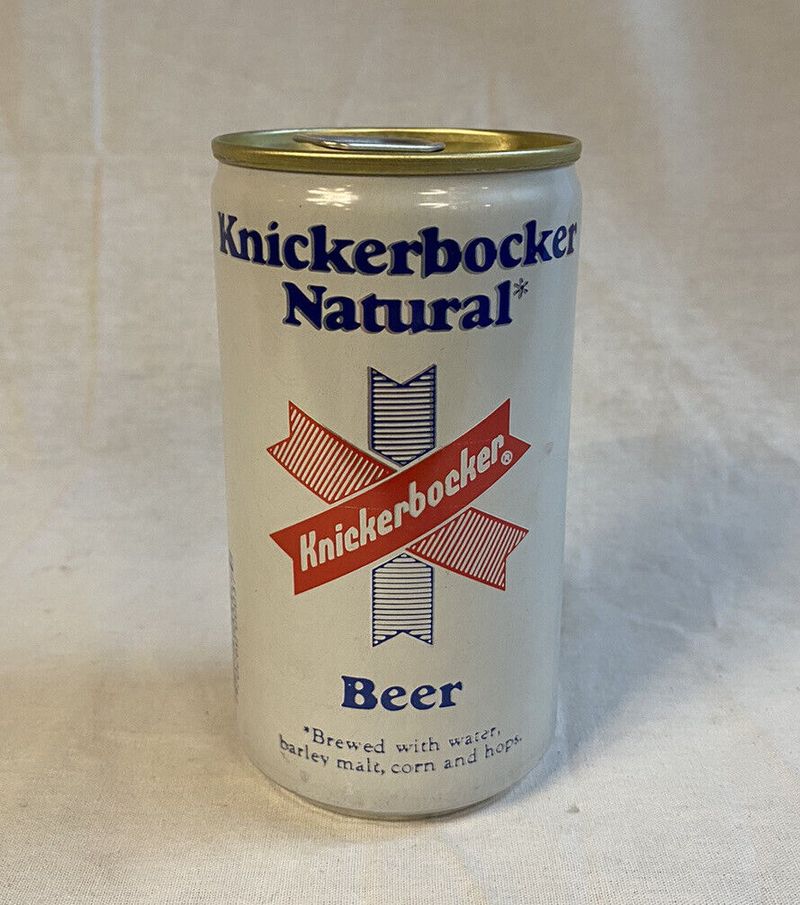 Knickerbocker
Natural*
Knickerbocker®
Beer
*Brewed with water,
barley malt, corn and hops.